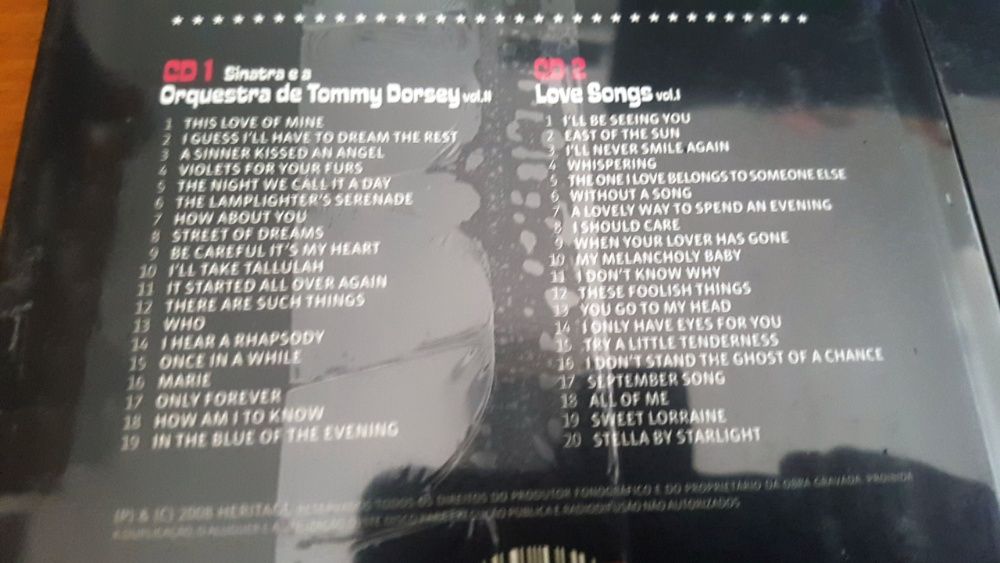 CD 1 Sinatra e a
Orquestra de Tommy Dorsey vol.II
1 THIS LOVE OF MINE
2 I GUESS I'LL HAVE TO DREAM THE REST
3 A SINNER KISSED AN ANGEL
4 VIOLETS FOR YOUR FURS
5 THE NIGHT WE CALL IT A DAY
6 THE LAMPLIGHTER'S SERENADE
7 HOW ABOUT YOU
8 STREET OF DREAMS
9 BE CAREFUL IT'S MY HEART
10 I'LL TAKE TALLULAH
11 IT STARTED ALL OVER AGAIN
12 THERE ARE SUCH THINGS
13 WHO
14 I HEAR A RHAPSODY
15 ONCE IN A WHILE
16 MARIE
17 ONLY FOREVER
18 HOW AM I TO KNOW
19 IN THE BLUE OF THE EVENING
CD 2
Love Songs vol.I
1 I'LL BE SEEING YOU
2 EAST OF THE SUN
3 I'LL NEVER SMILE AGAIN
4 WHISPERING
5 THE ONE I LOVE BELONGS TO SOMEONE ELSE
6 WITHOUT A SONG
7 A LOVELY WAY TO SPEND AN EVENING
8 I SHOULD CARE
9 WHEN YOUR LOVER HAS GONE
10 MY MELANCHOLY BABY
11 I DON'T KNOW WHY
12 THESE FOOLISH THINGS
13 YOU GO TO MY HEAD
14 I ONLY HAVE EYES FOR YOU
15 TRY A LITTLE TENDERNESS
16 I DON'T STAND THE GHOST OF A CHANCE
17 SEPTEMBER SONG
18 ALL OF ME
19 SWEET LORRAINE
20 STELLA BY STARLIGHT
(P) & (C) 2008 HERITAGE. RESERVADOS TODOS OS DIREITOS DO PRODUTOR FONOGRÁFICO E DO PROPRIETÁRIO DA OBRA GRAVADA. PROIBIDA
A DUPLICAÇÃO, O ALUGUER E A DESTE DISCO PÚBLICA E RADIODIFUSÃO NÃO AUTORIZADOS